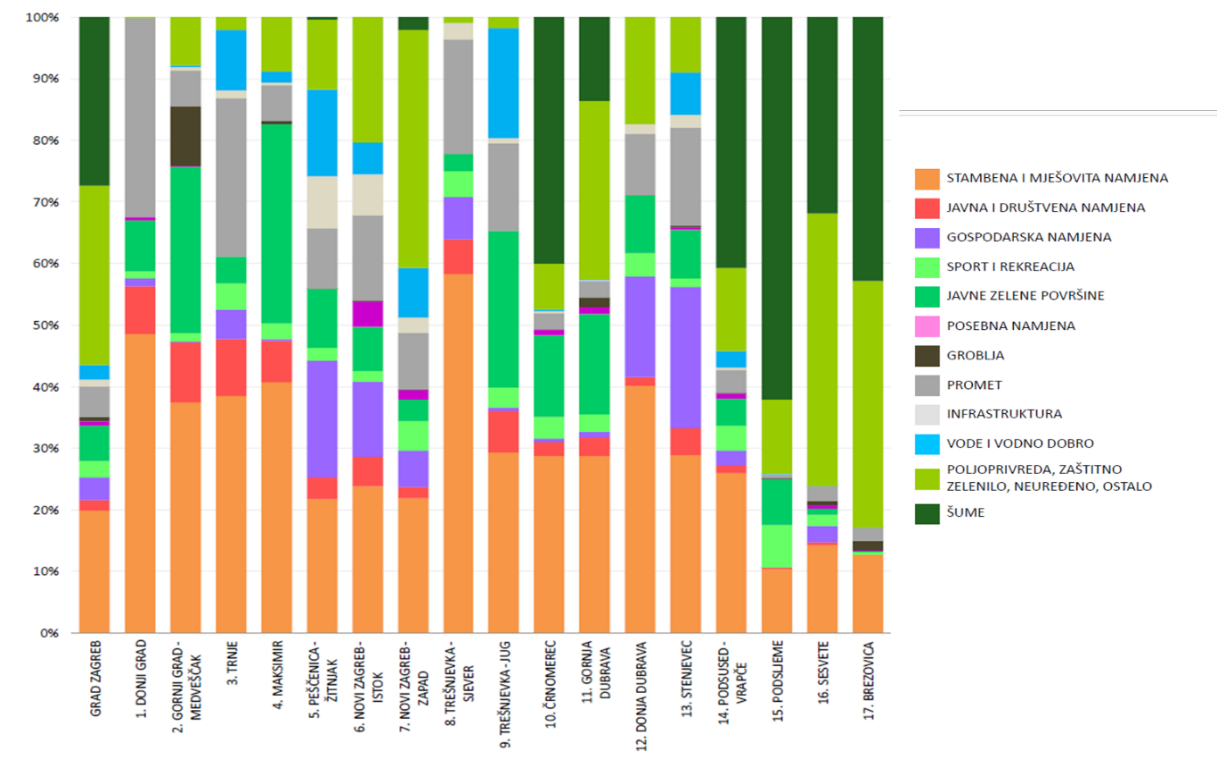 100%
90%
80%
70%
60%
50%
40%
30%
20%
10%
0%
GRAD ZAGREB
1. DONJI GRAD
2. GORNJI GRAD -
MEDVEŠČAK
3. TRNJE
4. MAKSIMIR
5. PEŠČENICA -
ŽITNJAK
6. NOVI ZAGREB-
ISTOK
7. NOVI ZAGREB-
ZAPAD
8. TREŠNJEVKA -
SJEVER
9. TREŠNJEVKA - JUG
10. ČRNOMEREC
11. GORNJA
DUBRAVA
12. DONJA DUBRAVA
13. STENJEVEC
14. PODSUSED -
VRAPČE
15. PODSLJEME
16. SESVETE
17. BREZOVICA
STAMBENA I MJEŠOVITA NAMJENA
JAVNA I DRUŠTVENA NAMJENA
GOSPODARSKA NAMJENA
SPORT I REKREACIJA
JAVNE ZELENE POVRŠINE
POSEBNA NAMJENA
GROBLJA
PROMET
INFRASTRUKTURA
VODE I VODNO DOBRO
POLJOPRIVREDA, ZAŠTITNO
ZELENILO, NEUREĐENO, OSTALO
ŠUME